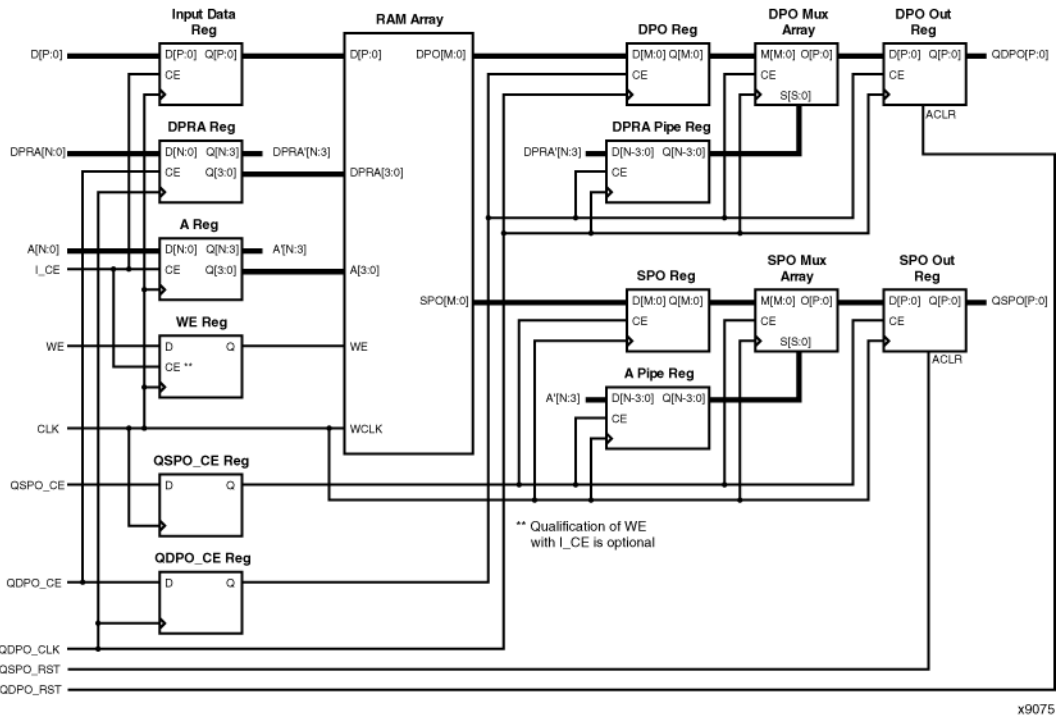 Input Data
Reg
D[P:0]
D[P:0] Q[P:0]
CE
RAM Array
D[P:0]
DPO[M:0]
DPRA[3:0]
A[3:0]
SPO[M:0]
WE
WCLK
DPO Reg
D[M:0] Q[M:0]
CE
DPO Mux
Array
M[M:0] O[P:0]
CE
S[S:0]
DPO Out
Reg
D[P:0] Q[P:0]
CE
QDPO[P:0]
ACLR
DPRA Reg
DPRA[N:0]
D[N:0] Q[N:3]
CE Q[3:0]
DPRA'[N:3]
DPRA Pipe Reg
DPRA'[N:3]
D[N-3:0] Q[N-3:0]
CE
A Reg
A[N:0]
I_CE
D[N:0] Q[N:3]
CE Q[3:0]
A'[N:3]
SPO Reg
D[M:0] Q[M:0]
CE
SPO Mux
Array
M[M:0] O[P:0]
CE
S[S:0]
SPO Out
Reg
D[P:0] Q[P:0]
CE
QSPO[P:0]
ACLR
WE Reg
WE
D Q
CE **
A Pipe Reg
A'[N:3]
D[N-3:0] Q[N-3:0]
CE
CLK
QSPO_CE Reg
QSPO_CE
D Q
** Qualification of WE
with I_CE is optional
QDPO_CE Reg
QDPO_CE
D Q
QDPO_CLK
QSPO_RST
QDPO_RST
x9075